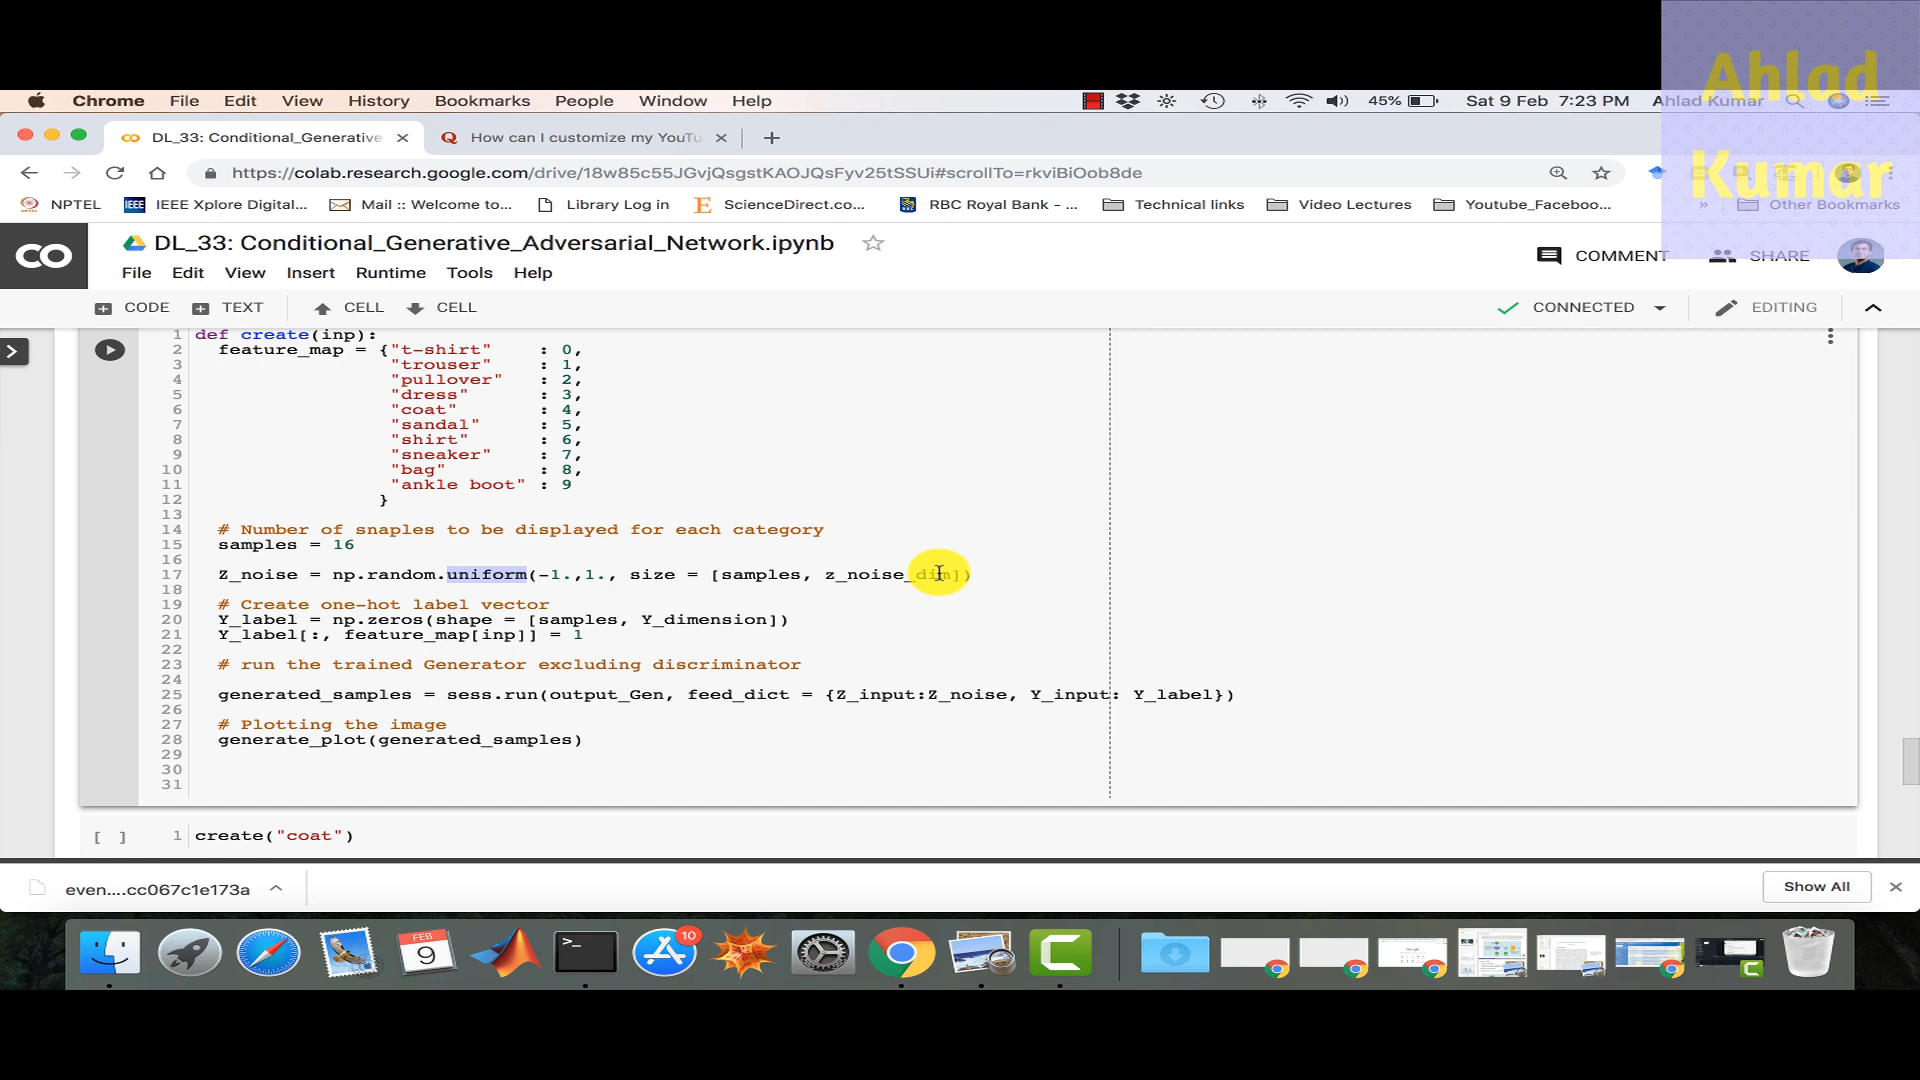 Ahlad
Kumar
Chrome File Edit View History Bookmarks People Window Help 45% Sat 9 Feb 7:23 PM Ahlad Kumar
DL_33: Conditional_Generative How can I customize my YouTu
https://colab.research.google.com/drive/18w85c55JGvjQsgstKAOJQsFyv25tSSUi#scrollTo=rkviBiOob8de
NPTEL IEEE Xplore Digital... Mail :: Welcome to... Library Log in ScienceDirect.co... RBC Royal Bank - ... Technical links Video Lectures Youtube_Faceboo... » Other Bookmarks
CO DL_33: Conditional_Generative_Adversarial_Network.ipynb
COMMENT SHARE
File Edit View Insert Runtime Tools Help
CODE TEXT CELL CELL CONNECTED EDITING
1 def create(inp):
2 feature_map = {"t-shirt" : 0,
3 "trouser" : 1,
4 "pullover" : 2,
5 "dress" : 3,
6 "coat" : 4,
7 "sandal" : 5,
8 "shirt" : 6,
9 "sneaker" : 7,
10 "bag" : 8,
11 "ankle boot" : 9
12 }
13
14 # Number of snaples to be displayed for each category
15 samples = 16
16
17 Z_noise = np.random.uniform(-1.,1., size = [samples, z_noise_dim])
18
19 # Create one-hot label vector
20 Y_label = np.zeros(shape = [samples, Y_dimension])
21 Y_label[:, feature_map[inp]] = 1
22
23 # run the trained Generator excluding discriminator
24
25 generated_samples = sess.run(output_Gen, feed_dict = {Z_input:Z_noise, Y_input: Y_label})
26
27 # Plotting the image
28 generate_plot(generated_samples)
29
30
31
[ ] 1 create("coat")
even....cc067c1e173a Show All
10
FEB
9